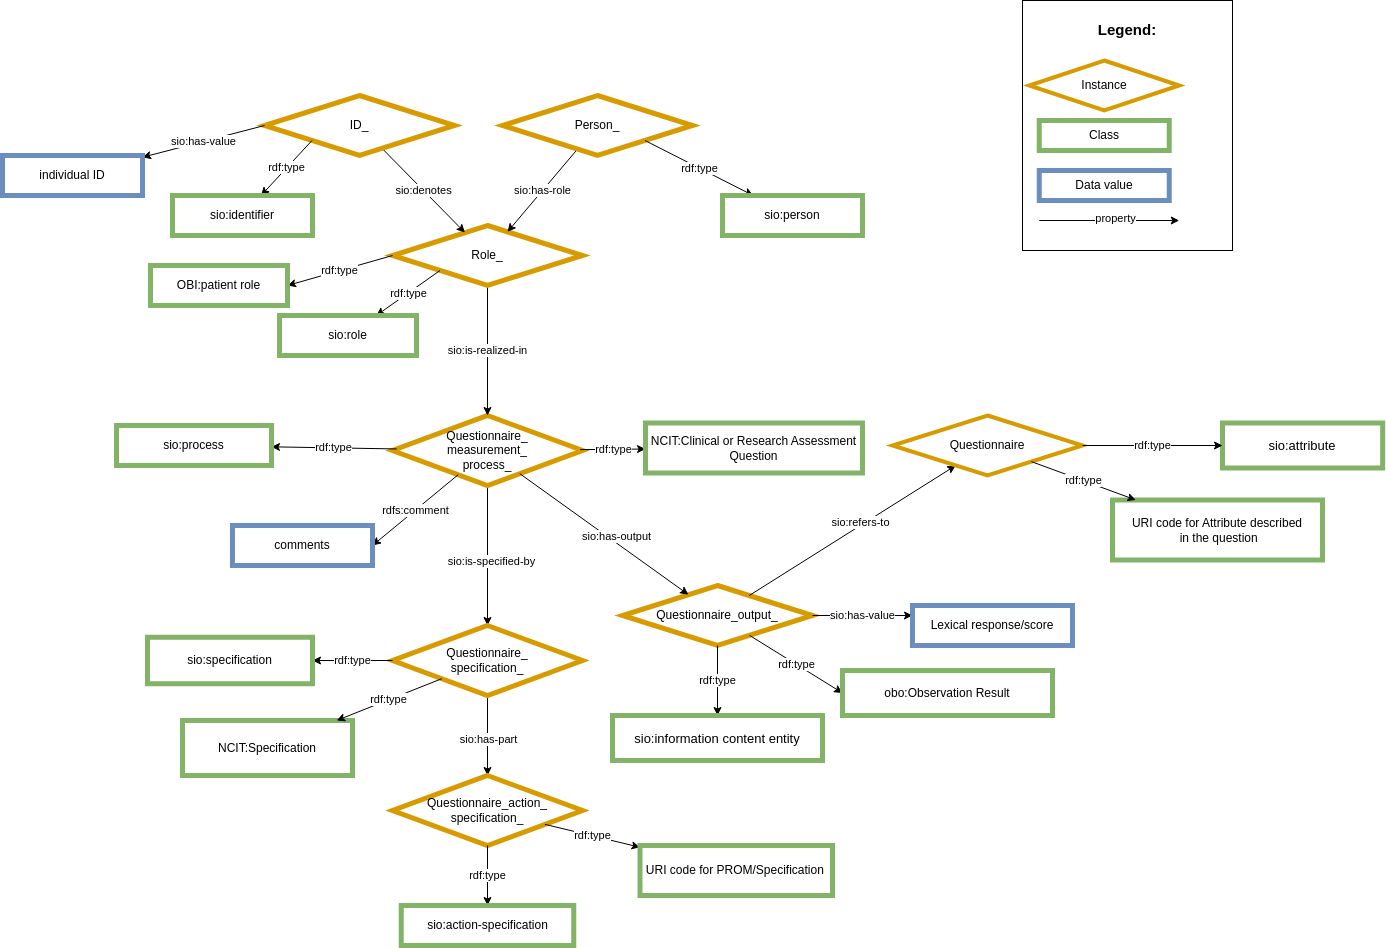 Legend:
Instance
Class
Data value
property
ID_
Person_
sio:has-value
rdf:type
individual ID
sio:identifier
sio:denotes
sio:has-role
rdf:type
sio:person
Role_
rdf:type
OBI:patient role
rdf:type
sio:role
sio:is-realized-in
Questionnaire_
measurement_
process_
rdf:type
sio:process
rdf:type
NCIT:Clinical or Research Assessment
Question
Questionnaire
rdf:type
sio:attribute
rdf:type
URI code for Attribute described
in the question
rdfs:comment
comments
sio:is-specified-by
sio:has-output
sio:refers-to
Questionnaire_output_
sio:has-value
Lexical response/score
rdf:type
obo:Observation Result
rdf:type
sio:information content entity
Questionnaire_
specification_
rdf:type
sio:specification
rdf:type
NCIT:Specification
sio:has-part
Questionnaire_action_
specification_
rdf:type
URI code for PROM/Specification
rdf:type
sio:action-specification